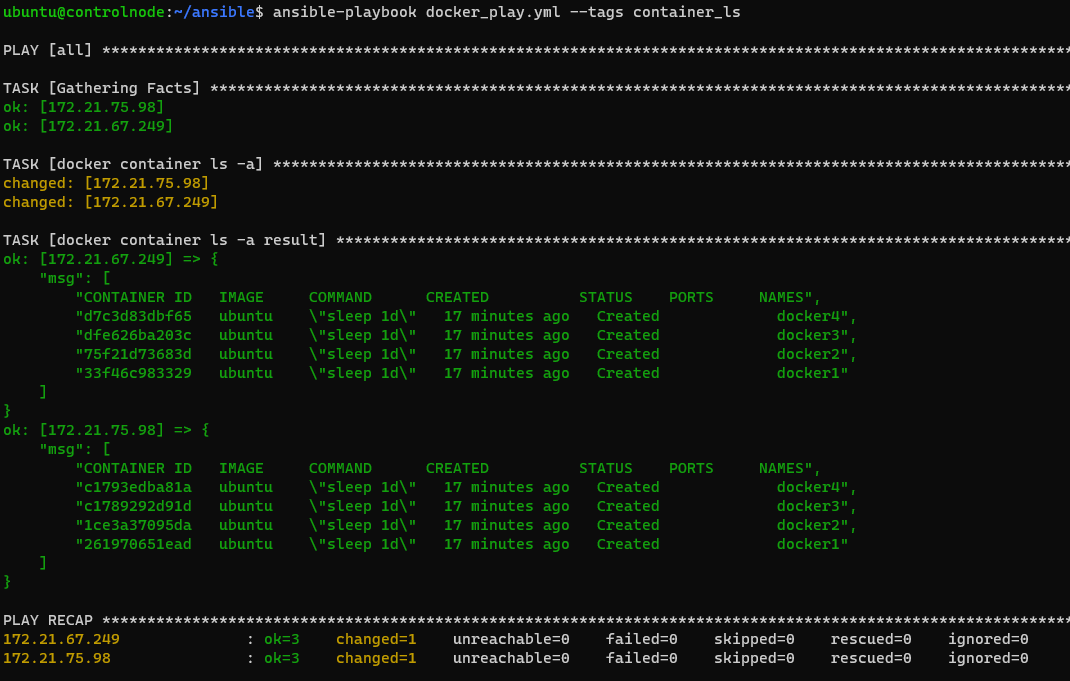 ubuntu@controlnode:~/ansible$ ansible-playbook docker_play.yml --tags container_ls
PLAY [all] ***********************************************************************************************************
TASK [Gathering Facts] ***********************************************************************************************
ok: [172.21.75.98]
ok: [172.21.67.249]
TASK [docker container ls -a] ****************************************************************************************
changed: [172.21.75.98]
changed: [172.21.67.249]
TASK [docker container ls -a result] *********************************************************************************
ok: [172.21.67.249] => {
    "msg": [
        "CONTAINER ID   IMAGE     COMMAND      CREATED          STATUS    PORTS     NAMES",
        "d7c3d83dbf65   ubuntu    \"sleep 1d\"   17 minutes ago   Created             docker4",
        "dfe626ba203c   ubuntu    \"sleep 1d\"   17 minutes ago   Created             docker3",
        "75f21d73683d   ubuntu    \"sleep 1d\"   17 minutes ago   Created             docker2",
        "33f46c983329   ubuntu    \"sleep 1d\"   17 minutes ago   Created             docker1"
    ]
}
ok: [172.21.75.98] => {
    "msg": [
        "CONTAINER ID   IMAGE     COMMAND      CREATED          STATUS    PORTS     NAMES",
        "c1793edba81a   ubuntu    \"sleep 1d\"   17 minutes ago   Created             docker4",
        "c1789292d91d   ubuntu    \"sleep 1d\"   17 minutes ago   Created             docker3",
        "1ce3a37095da   ubuntu    \"sleep 1d\"   17 minutes ago   Created             docker2",
        "261970651ead   ubuntu    \"sleep 1d\"   17 minutes ago   Created             docker1"
    ]
}
PLAY RECAP ***********************************************************************************************************
172.21.67.249              : ok=3    changed=1    unreachable=0    failed=0    skipped=0    rescued=0    ignored=0
172.21.75.98               : ok=3    changed=1    unreachable=0    failed=0    skipped=0    rescued=0    ignored=0